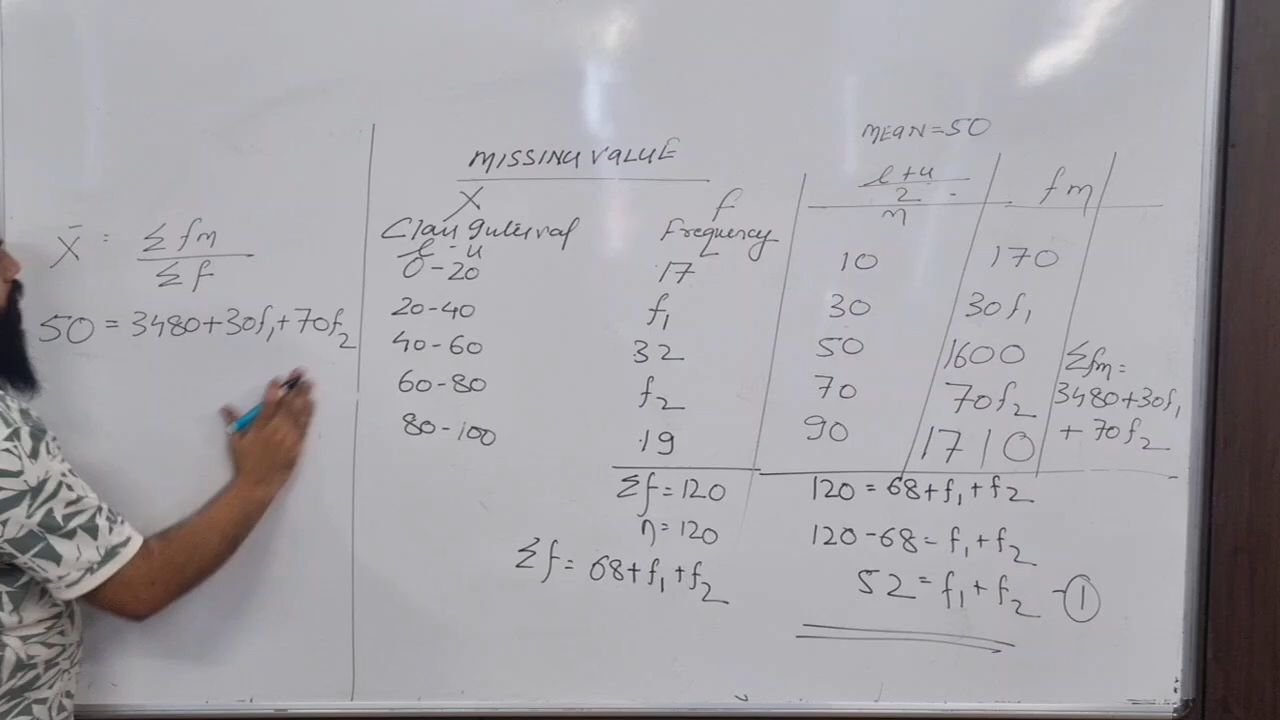 MEAN=50
MISSING VALUE
X f l+u/2 m fm
Class Interval Frequency
l - u
0-20 17 10 170
20-40 f₁ 30 30f₁
40-60 32 50 1600
60-80 f₂ 70 70f₂
80-100 19 90 1710
Σfm=
3480+30f₁
+ 70f₂
Σf=120
n=120
Σf= 68+f₁+f₂
120=68+f₁+f₂
120-68=f₁+f₂
52=f₁+f₂ -①
X̄ : Σfm/Σf
50=3480+30f₁+70f₂